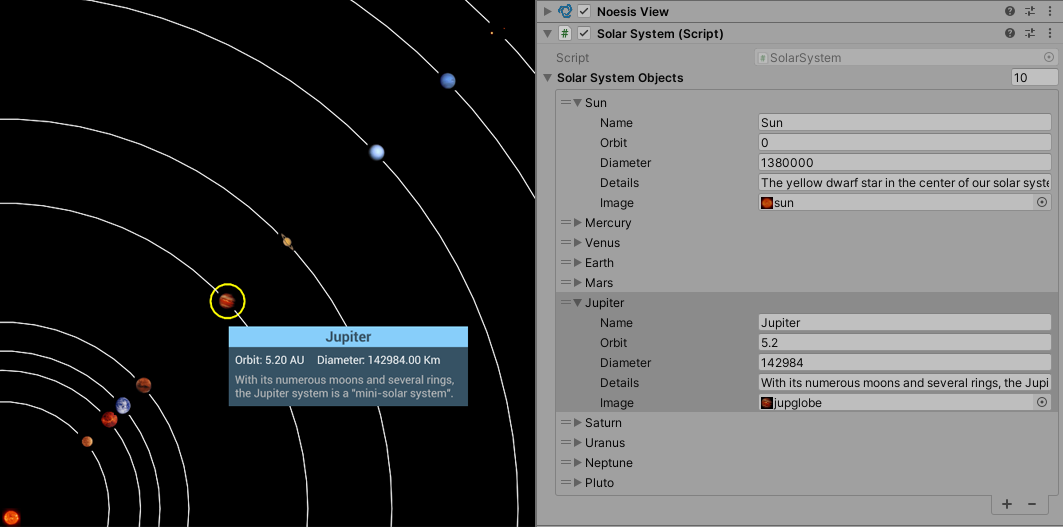 Jupiter
Orbit: 5.20 AU Diameter: 142984.00 Km
With its numerous moons and several rings,
the Jupiter system is a "mini-solar system".
Noesis View
Solar System (Script)
Script SolarSystem
Solar System Objects 10
Sun
Name Sun
Orbit 0
Diameter 1380000
Details The yellow dwarf star in the center of our solar syste
Image sun
Mercury
Venus
Earth
Mars
Jupiter
Name Jupiter
Orbit 5.2
Diameter 142984
Details With its numerous moons and several rings, the Jupi
Image jupglobe
Saturn
Uranus
Neptune
Pluto